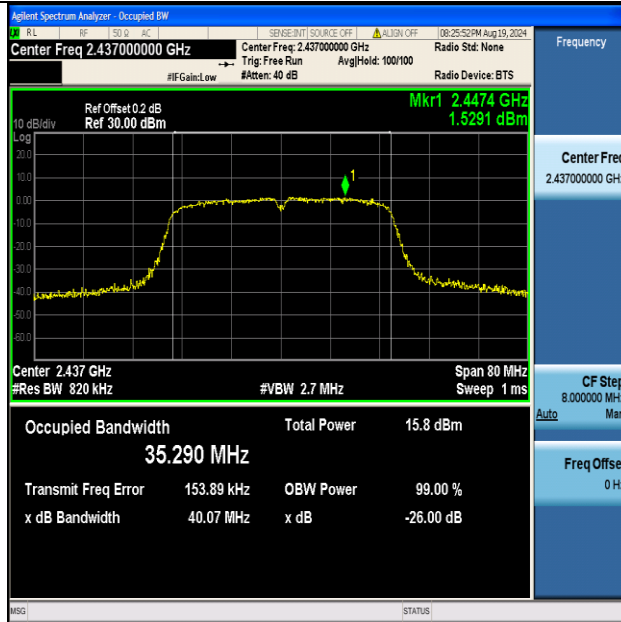 Agilent Spectrum Analyzer - Occupied BW
RL RF 50 Ω AC SENSE:INT SOURCE OFF ALIGN OFF 08:25:52 PM Aug 19, 2024
Center Freq 2.437000000 GHz
Center Freq: 2.437000000 GHz
Radio Std: None
Trig: Free Run Avg|Hold: 100/100
#IFGain:Low #Atten: 40 dB Radio Device: BTS
Frequency
Ref Offset 0.2 dB
10 dB/div Ref 30.00 dBm
Mkr1 2.4474 GHz
1.5291 dBm
Log
20.0
10.0
0.00
-10.0
-20.0
-30.0
-40.0
-50.0
-60.0
1
Center 2.437 GHz Span 80 MHz
#Res BW 820 kHz #VBW 2.7 MHz Sweep 1 ms
Occupied Bandwidth
35.290 MHz
Total Power 15.8 dBm
Transmit Freq Error 153.89 kHz OBW Power 99.00 %
x dB Bandwidth 40.07 MHz x dB -26.00 dB
Center Freq
2.437000000 GHz
CF Step
8.000000 MHz
Auto Man
Freq Offset
0 Hz
MSG STATUS